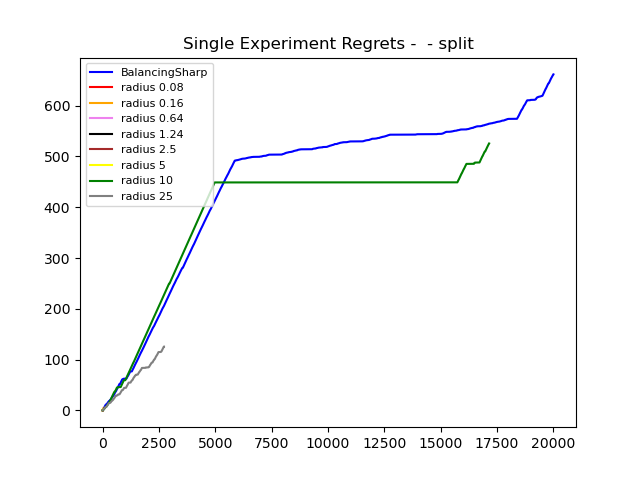 Single Experiment Regrets -  - split
BalancingSharp
radius 0.08
radius 0.16
radius 0.64
radius 1.24
radius 2.5
radius 5
radius 10
radius 25
600
500
400
300
200
100
0
0 2500 5000 7500 10000 12500 15000 17500 20000